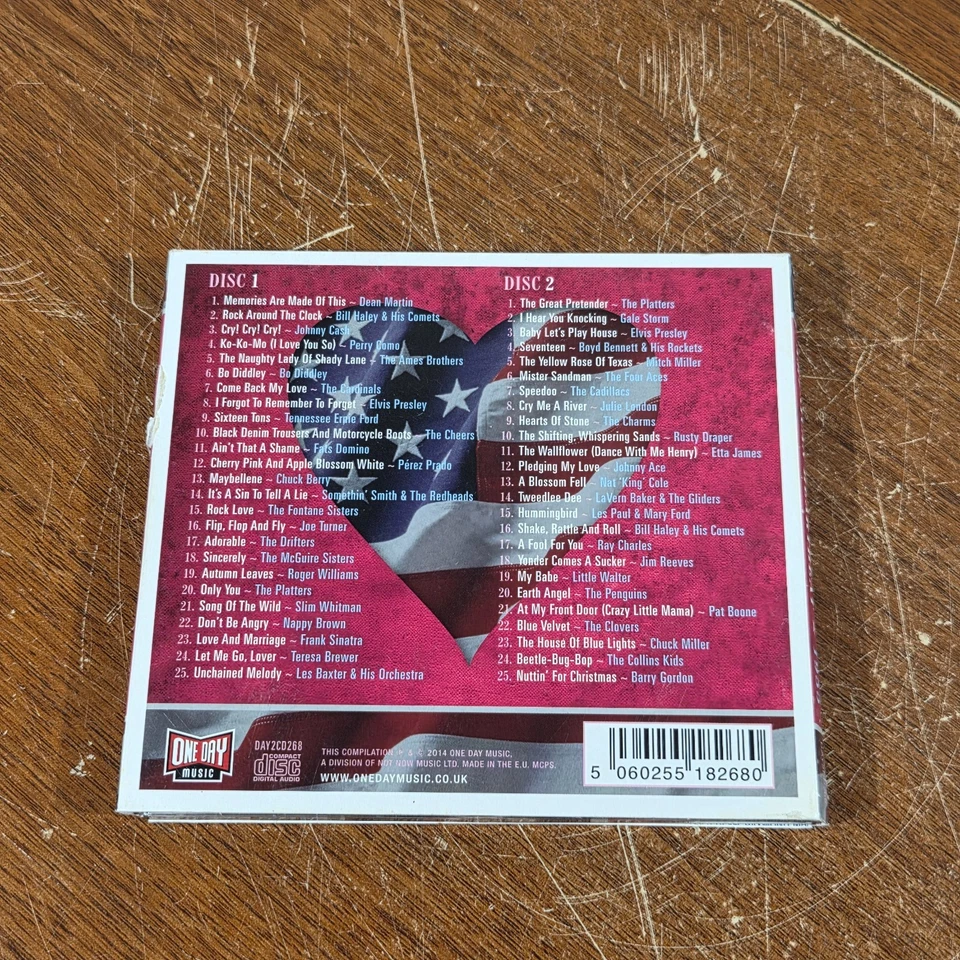 DISC 1
1. Memories Are Made Of This ~ Dean Martin
2. Rock Around The Clock ~ Bill Haley & His Comets
3. Cry! Cry! Cry! ~ Johnny Cash
4. Ko-Ko-Mo (I Love You So) ~ Perry Como
5. The Naughty Lady Of Shady Lane ~ The Ames Brothers
6. Bo Diddley ~ Bo Diddley
7. Come Back My Love ~ The Cardinals
8. I Forgot To Remember To Forget ~ Elvis Presley
9. Sixteen Tons ~ Tennessee Ernie Ford
10. Black Denim Trousers And Motorcycle Boots ~ The Cheers
11. Ain't That A Shame ~ Fats Domino
12. Cherry Pink And Apple Blossom White ~ Pérez Prado
13. Maybellene ~ Chuck Berry
14. It's A Sin To Tell A Lie ~ Somethin' Smith & The Redheads
15. Rock Love ~ The Fontane Sisters
16. Flip, Flop And Fly ~ Joe Turner
17. Adorable ~ The Drifters
18. Sincerely ~ The McGuire Sisters
19. Autumn Leaves ~ Roger Williams
20. Only You ~ The Platters
21. Song Of The Wild ~ Slim Whitman
22. Don't Be Angry ~ Nappy Brown
23. Love And Marriage ~ Frank Sinatra
24. Let Me Go, Lover ~ Teresa Brewer
25. Unchained Melody ~ Les Baxter & His Orchestra
DISC 2
1. The Great Pretender ~ The Platters
2. I Hear You Knocking ~ Gale Storm
3. Baby Let's Play House ~ Elvis Presley
4. Seventeen ~ Boyd Bennett & His Rockets
5. The Yellow Rose Of Texas ~ Mitch Miller
6. Mister Sandman ~ The Four Aces
7. Speedoo ~ The Cadillacs
8. Cry Me A River ~ Julie London
9. Hearts Of Stone ~ The Charms
10. The Shifting, Whispering Sands ~ Rusty Draper
11. The Wallflower (Dance With Me Henry) ~ Etta James
12. Pledging My Love ~ Johnny Ace
13. A Blossom Fell ~ Nat 'King' Cole
14. Tweedlee Dee ~ LaVern Baker & The Gliders
15. Hummingbird ~ Les Paul & Mary Ford
16. Shake, Rattle And Roll ~ Bill Haley & His Comets
17. A Fool For You ~ Ray Charles
18. Yonder Comes A Sucker ~ Jim Reeves
19. My Babe ~ Little Walter
20. Earth Angel ~ The Penguins
21. At My Front Door (Crazy Little Mama) ~ Pat Boone
22. Blue Velvet ~ The Clovers
23. The House Of Blue Lights ~ Chuck Miller
24. Beetle-Bug-Bop ~ The Collins Kids
25. Nuttin' For Christmas ~ Barry Gordon
ONE DAY
MUSIC
DAY2CD268
COMPACT
disc
DIGITAL AUDIO
THIS COMPILATION ℗ & © 2014 ONE DAY MUSIC,
A DIVISION OF NOT NOW MUSIC LTD. MADE IN THE E.U. MCPS.
WWW.ONEDAYMUSIC.CO.UK
5 060255 182680